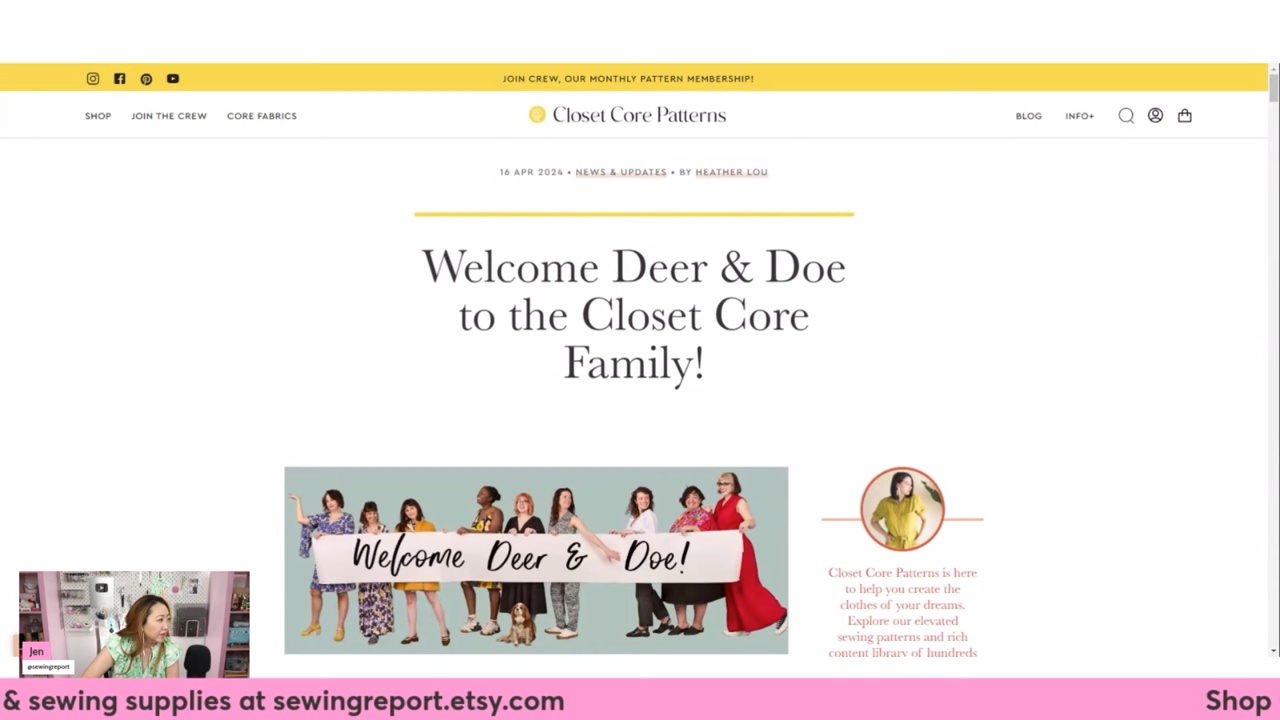 JOIN CREW, OUR MONTHLY PATTERN MEMBERSHIP!
SHOP JOIN THE CREW CORE FABRICS Closet Core Patterns BLOG INFO+
16 APR 2024 • NEWS & UPDATES • BY HEATHER LOU
Welcome Deer & Doe
to the Closet Core
Family!
Welcome Deer & Doe!
Closet Core Patterns is here
to help you create the
clothes of your dreams.
Explore our elevated
sewing patterns and rich
content library of hundreds
Jen
@sewingreport
& sewing supplies at sewingreport.etsy.com Shop